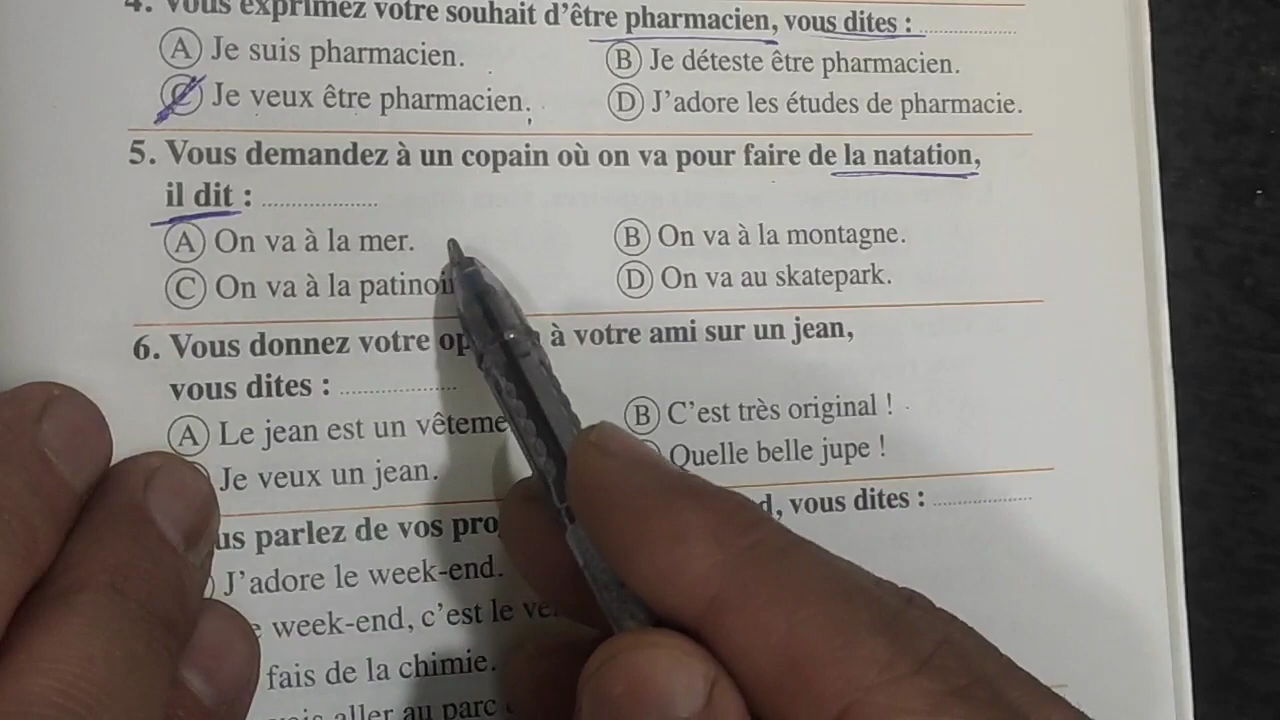 4. Vous exprimez votre souhait d'être pharmacien, vous dites : ....................
A Je suis pharmacien. B Je déteste être pharmacien.
C Je veux être pharmacien. D J'adore les études de pharmacie.
5. Vous demandez à un copain où on va pour faire de la natation,
il dit : ....................
A On va à la mer. B On va à la montagne.
C On va à la D On va au skatepark.
6. Vous donnez votre à votre ami sur un jean,
vous dites : ....................
A Le jean est un B C'est très original !
Je veux un jean. Quelle belle jupe !
parlez de vos vous dites : ....................
J'adore le week-end.
week-end, c'est le
fais de la chimie.
aller au parc